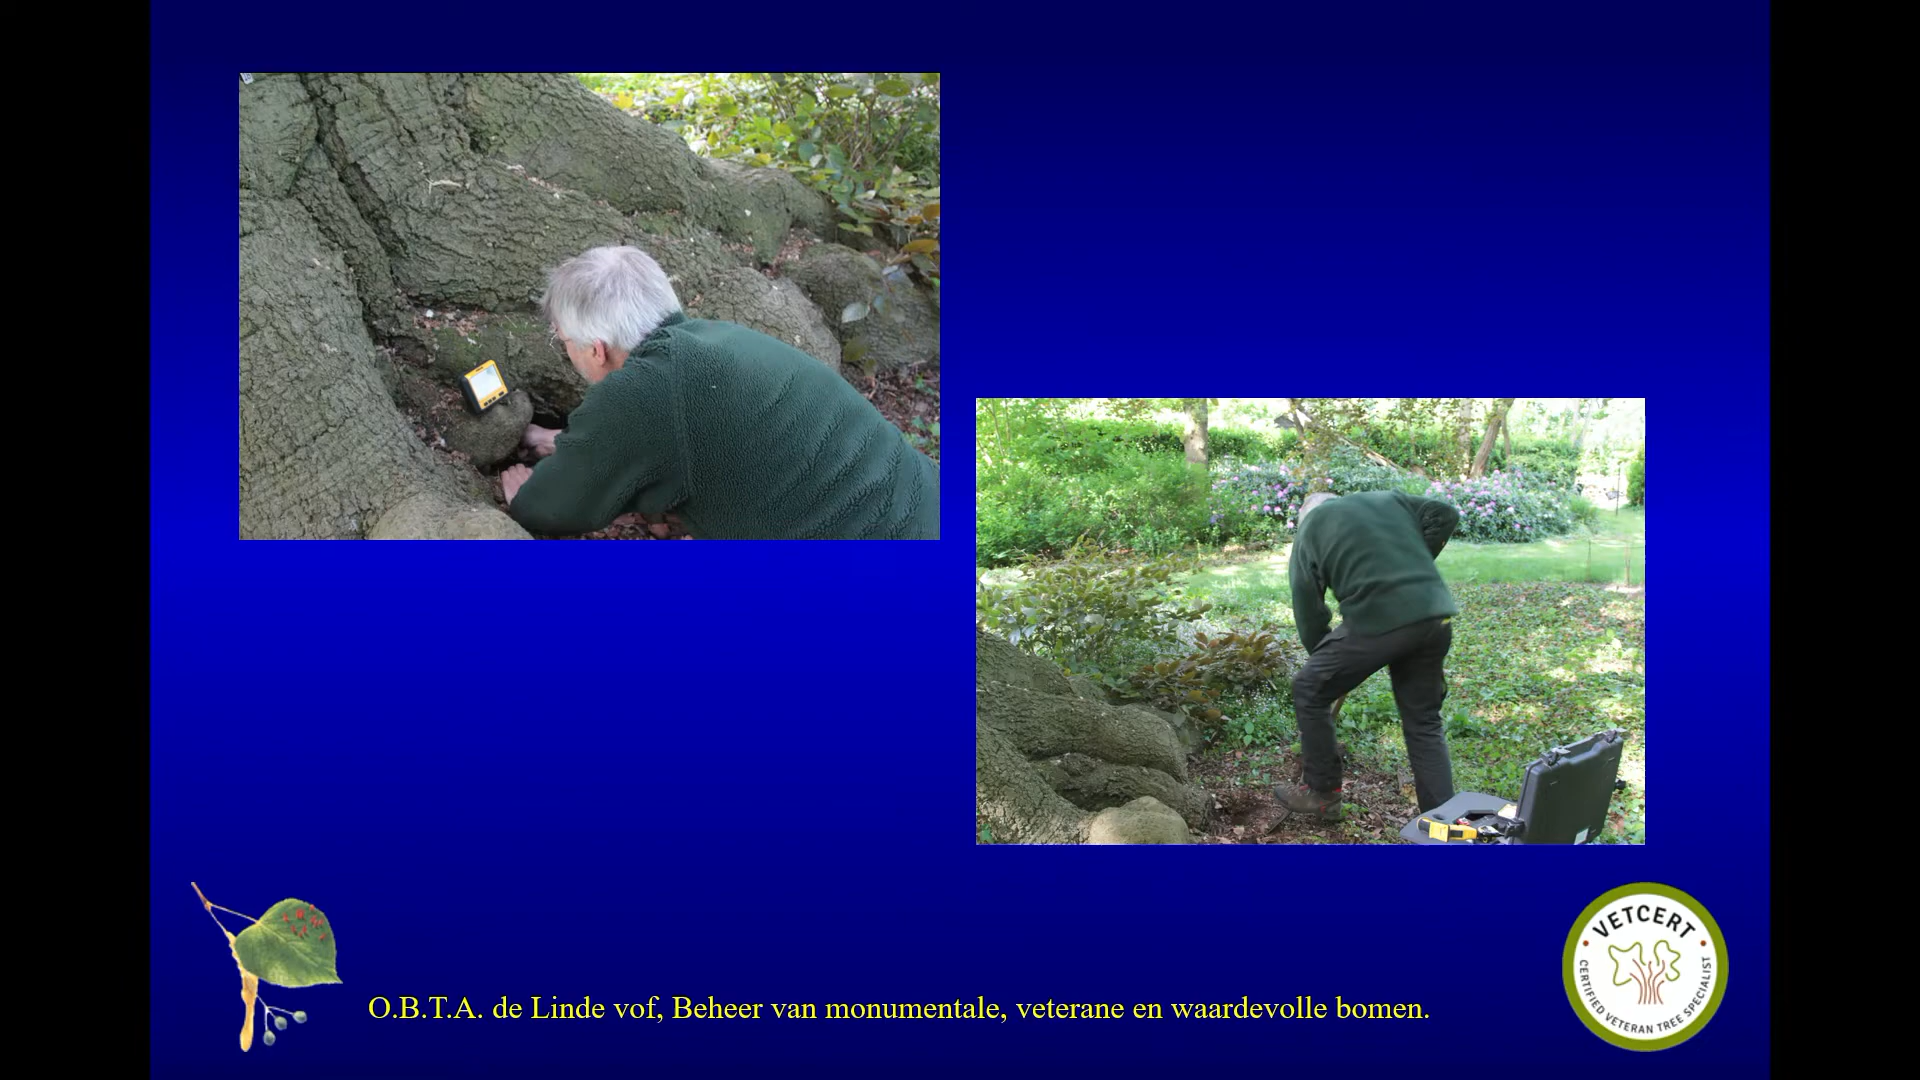 O.B.T.A. de Linde vof, Beheer van monumentale, veterane en waardevolle bomen.
VETCERT
CERTIFIED VETERAN TREE SPECIALIST